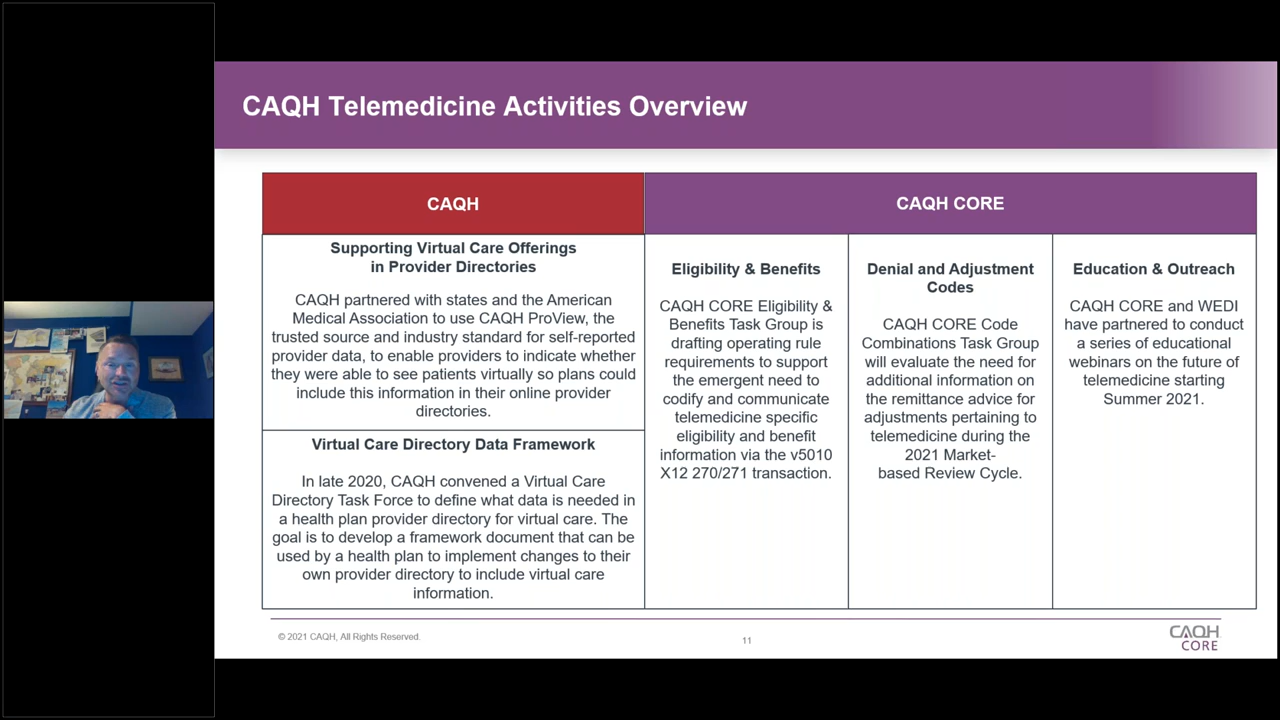 CAQH Telemedicine Activities Overview
CAQH
Supporting Virtual Care Offerings
in Provider Directories
CAQH partnered with states and the American
Medical Association to use CAQH ProView, the
trusted source and industry standard for self-reported
provider data, to enable providers to indicate whether
they were able to see patients virtually so plans could
include this information in their online provider
directories.
Virtual Care Directory Data Framework
In late 2020, CAQH convened a Virtual Care
Directory Task Force to define what data is needed in
a health plan provider directory for virtual care. The
goal is to develop a framework document that can be
used by a health plan to implement changes to their
own provider directory to include virtual care
information.
CAQH CORE
Eligibility & Benefits
CAQH CORE Eligibility &
Benefits Task Group is
drafting operating rule
requirements to support
the emergent need to
codify and communicate
telemedicine specific
eligibility and benefit
information via the v5010
X12 270/271 transaction.
Denial and Adjustment
Codes
CAQH CORE Code
Combinations Task Group
will evaluate the need for
additional information on
the remittance advice for
adjustments pertaining to
telemedicine during the
2021 Market-
based Review Cycle.
Education & Outreach
CAQH CORE and WEDI
have partnered to conduct
a series of educational
webinars on the future of
telemedicine starting
Summer 2021.
© 2021 CAQH, All Rights Reserved.
11
CAQH
CORE